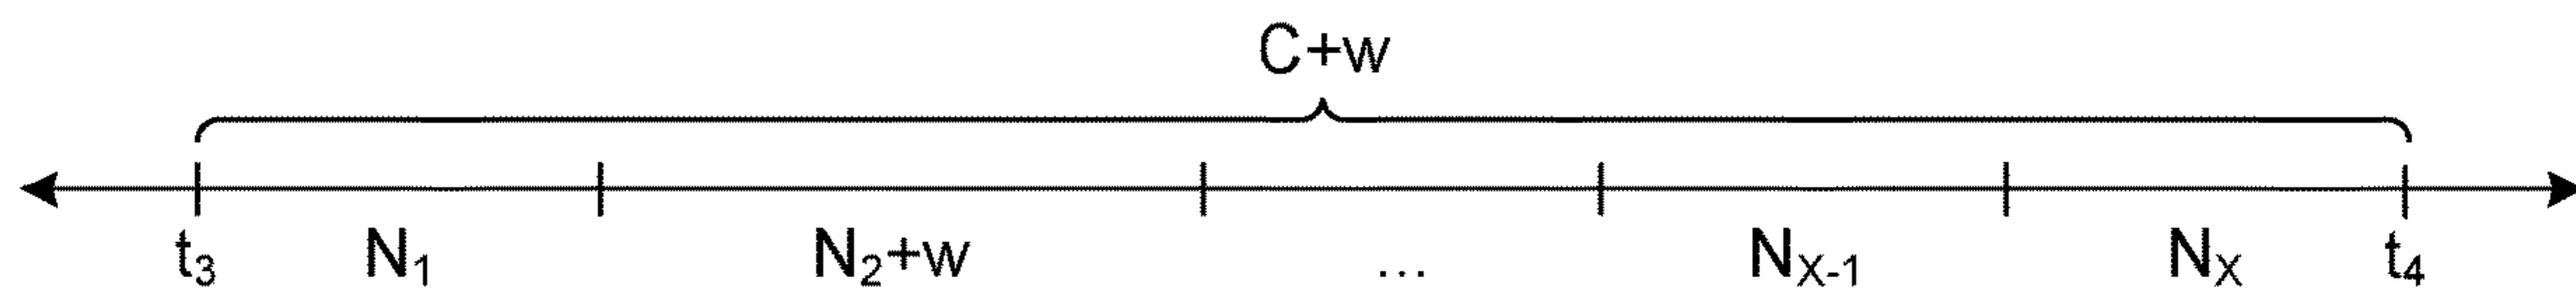 C+w
t₃ N₁ N₂+w ... Nₓ₋₁ Nₓ t₄